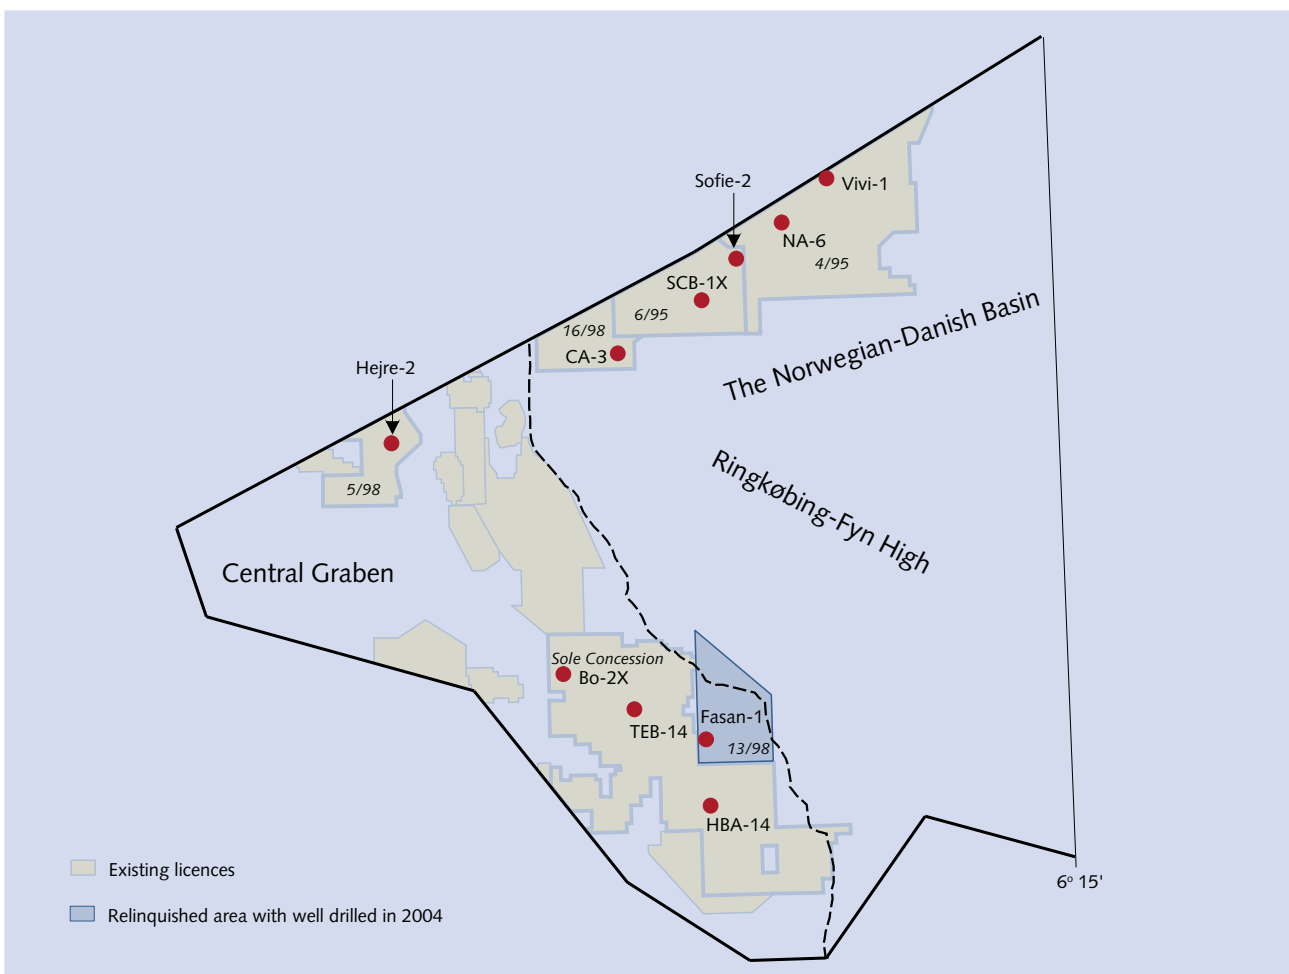 Sofie-2
Vivi-1
NA-6
4/95
SCB-1X
6/95
16/98
CA-3
The Norwegian-Danish Basin
Hejre-2
5/98
Ringkøbing-Fyn High
Central Graben
Sole Concession
Bo-2X
TEB-14
Fasan-1
13/98
HBA-14
Existing licences
Relinquished area with well drilled in 2004
6° 15'